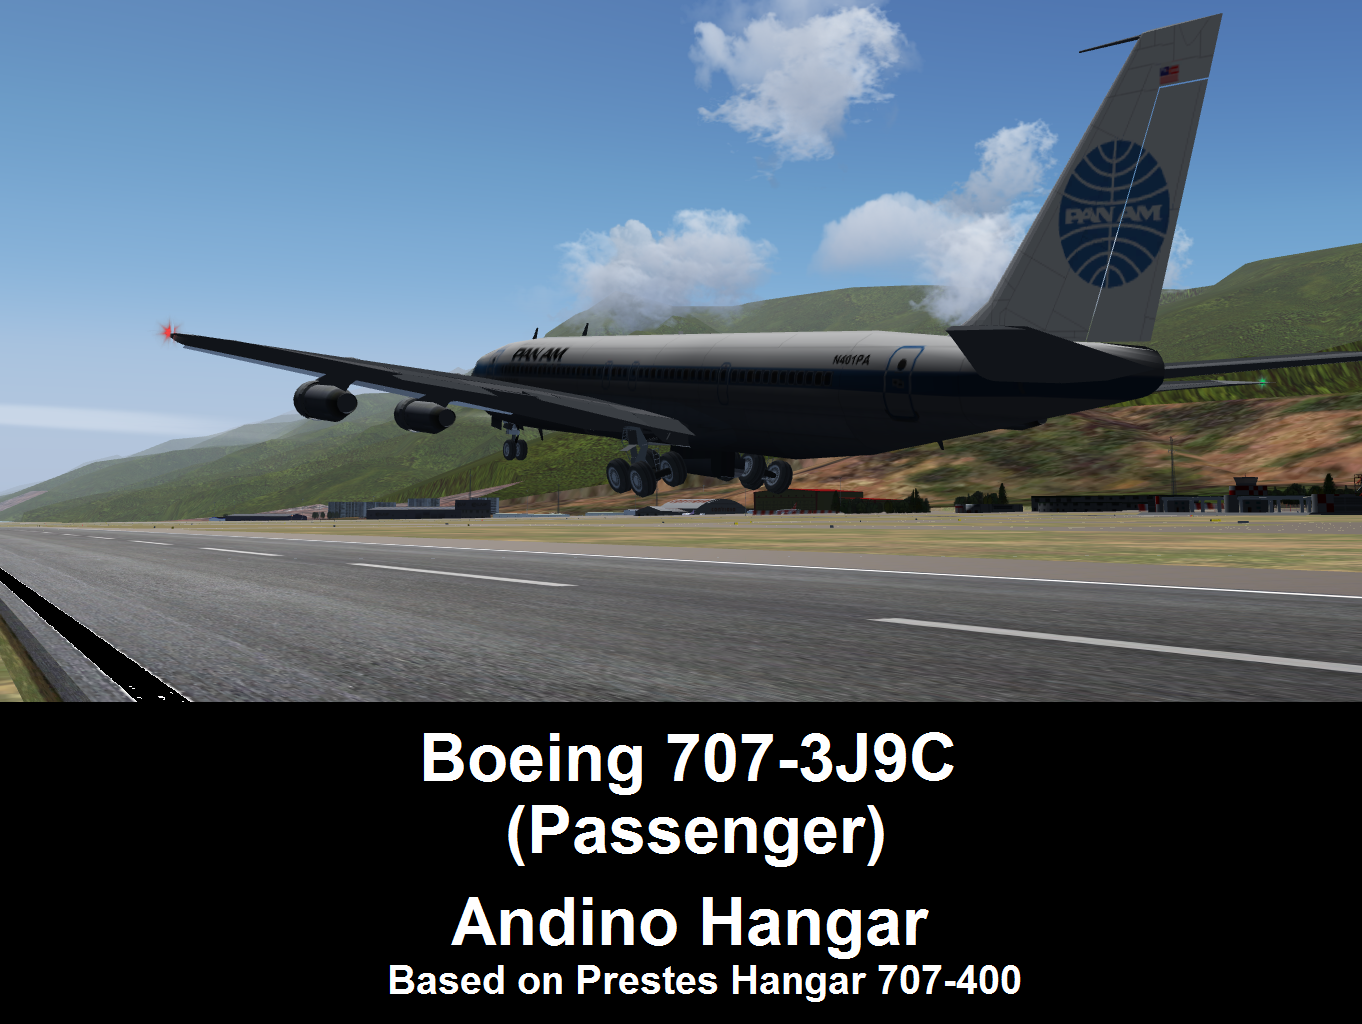 PAN AM
PAN AM
N401PA
Boeing 707-3J9C
(Passenger)
Andino Hangar
Based on Prestes Hangar 707-400